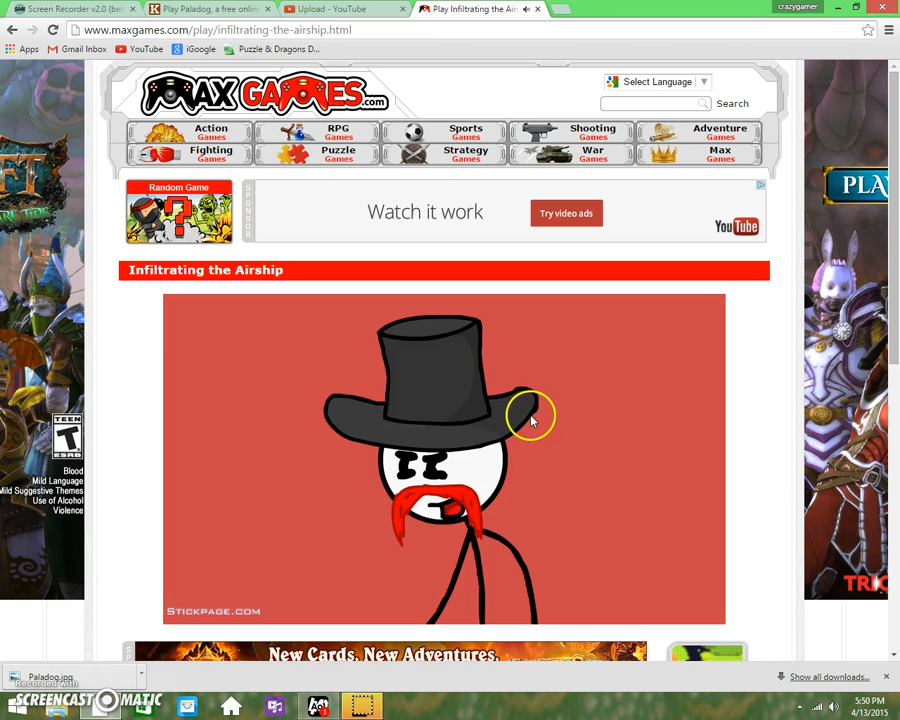 crazygamer
Screen Recorder v2.0 (bet
Play Paladog, a free onlin
Upload - YouTube
Play Infiltrating the Air
www.maxgames.com/play/infiltrating-the-airship.html
Apps
Gmail Inbox
YouTube
iGoogle
Puzzle & Dragons D...
MAX GAMES.com
Select Language
Search
Action Games
RPG Games
Sports Games
Shooting Games
Adventure Games
Fighting Games
Puzzle Games
Strategy Games
War Games
Max Games
Random Game
SPONSOR
Watch it work
Try video ads
YouTube
PLA
Infiltrating the Airship
TEEN
T
ESRB
Blood
Mild Language
Mild Suggestive Themes
Use of Alcohol
Violence
STICKPAGE.COM
New Cards, New Adventures.
Paladog.jpg
Show all downloads...
Recorded with
SCREENCAST-O-MATIC
5:50 PM
4/13/2015